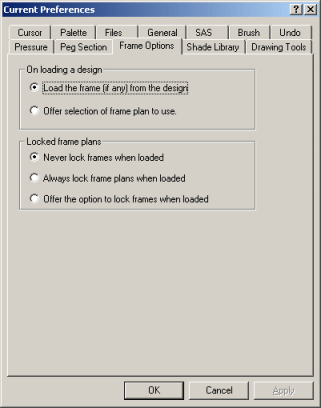 Current Preferences
Cursor Palette Files General SAS Brush Undo
Pressure Peg Section Frame Options Shade Library Drawing Tools
On loading a design
Load the frame (if any) from the design
Offer selection of frame plan to use.
Locked frame plans
Never lock frames when loaded
Always lock frame plans when loaded
Offer the option to lock frames when loaded
OK Cancel Apply